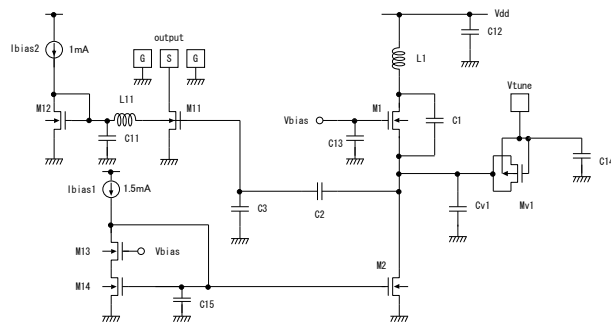 Vdd
Ibias2
1mA
output
G
S
G
C12
L1
Vtune
M12
L11
M11
M1
Vbias
C1
C11
C13
C14
Ibias1
1.5mA
C3
C2
Cv1
Mv1
M13
Vbias
M14
C15
M2